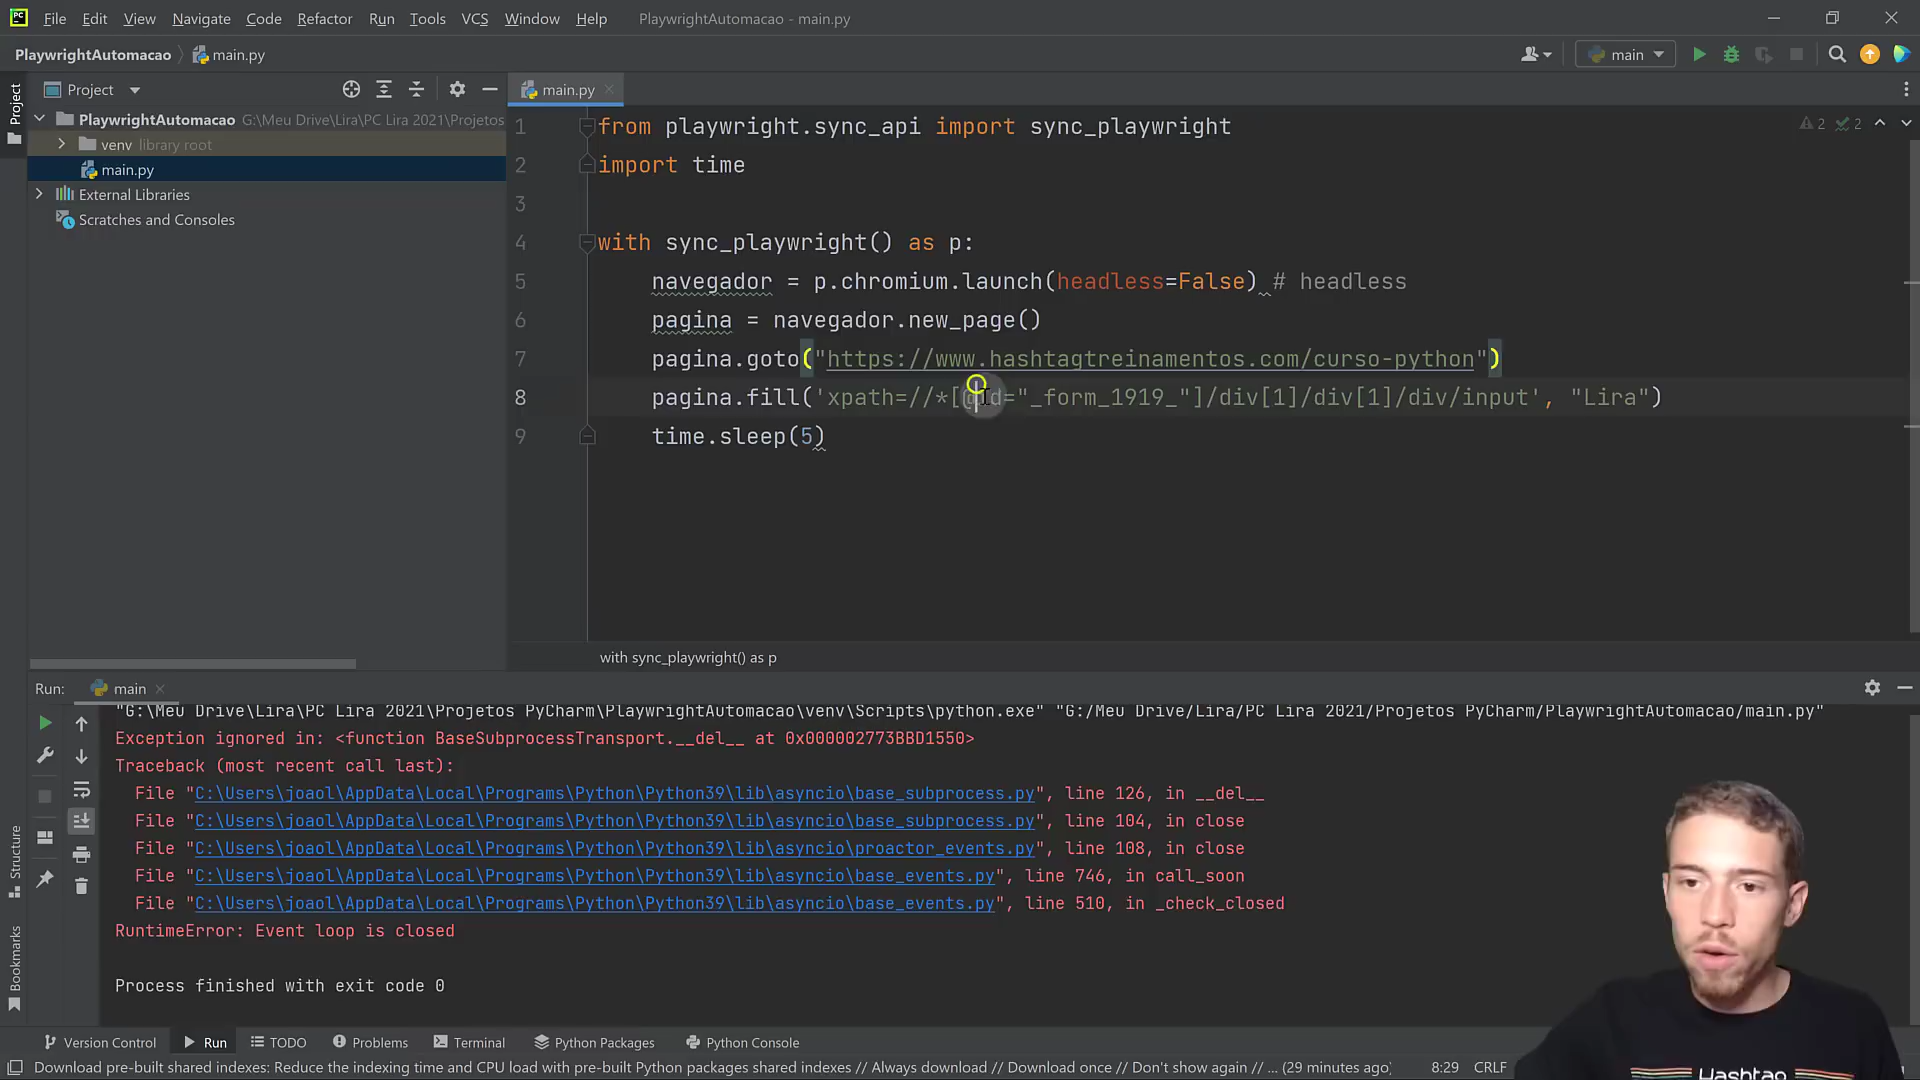 PC File Edit View Navigate Code Refactor Run Tools VCS Window Help PlaywrightAutomacao - main.py
PlaywrightAutomacao main.py main
Project main.py
Project
PlaywrightAutomacao G:\Meu Drive\Lira\PC Lira 2021\Projetos
venv library root
main.py
External Libraries
Scratches and Consoles
1 from playwright.sync_api import sync_playwright
2 import time
3
4 with sync_playwright() as p:
5 navegador = p.chromium.launch(headless=False) # headless
6 pagina = navegador.new_page()
7 pagina.goto("https://www.hashtagtreinamentos.com/curso-python")
8 pagina.fill('xpath=//*[@id="_form_1919_"]/div[1]/div[1]/div/input', "Lira")
9 time.sleep(5)
2 2
with sync_playwright() as p
Run: main
"G:\Meu Drive\Lira\PC Lira 2021\Projetos PyCharm\PlaywrightAutomacao\venv\Scripts\python.exe" "G:/Meu Drive/Lira/PC Lira 2021/Projetos PyCharm/PlaywrightAutomacao/main.py"
Exception ignored in: <function BaseSubprocessTransport.__del__ at 0x000002773BBD1550>
Traceback (most recent call last):
File "C:\Users\joaol\AppData\Local\Programs\Python\Python39\lib\asyncio\base_subprocess.py", line 126, in __del__
File "C:\Users\joaol\AppData\Local\Programs\Python\Python39\lib\asyncio\base_subprocess.py", line 104, in close
File "C:\Users\joaol\AppData\Local\Programs\Python\Python39\lib\asyncio\proactor_events.py", line 108, in close
File "C:\Users\joaol\AppData\Local\Programs\Python\Python39\lib\asyncio\base_events.py", line 746, in call_soon
File "C:\Users\joaol\AppData\Local\Programs\Python\Python39\lib\asyncio\base_events.py", line 510, in _check_closed
RuntimeError: Event loop is closed
Process finished with exit code 0
Structure
Bookmarks
Version Control Run TODO Problems Terminal Python Packages Python Console
Download pre-built shared indexes: Reduce the indexing time and CPU load with pre-built Python packages shared indexes // Always download // Download once // Don't show again // ... (29 minutes ago) 8:29 CRLF
Hashtag